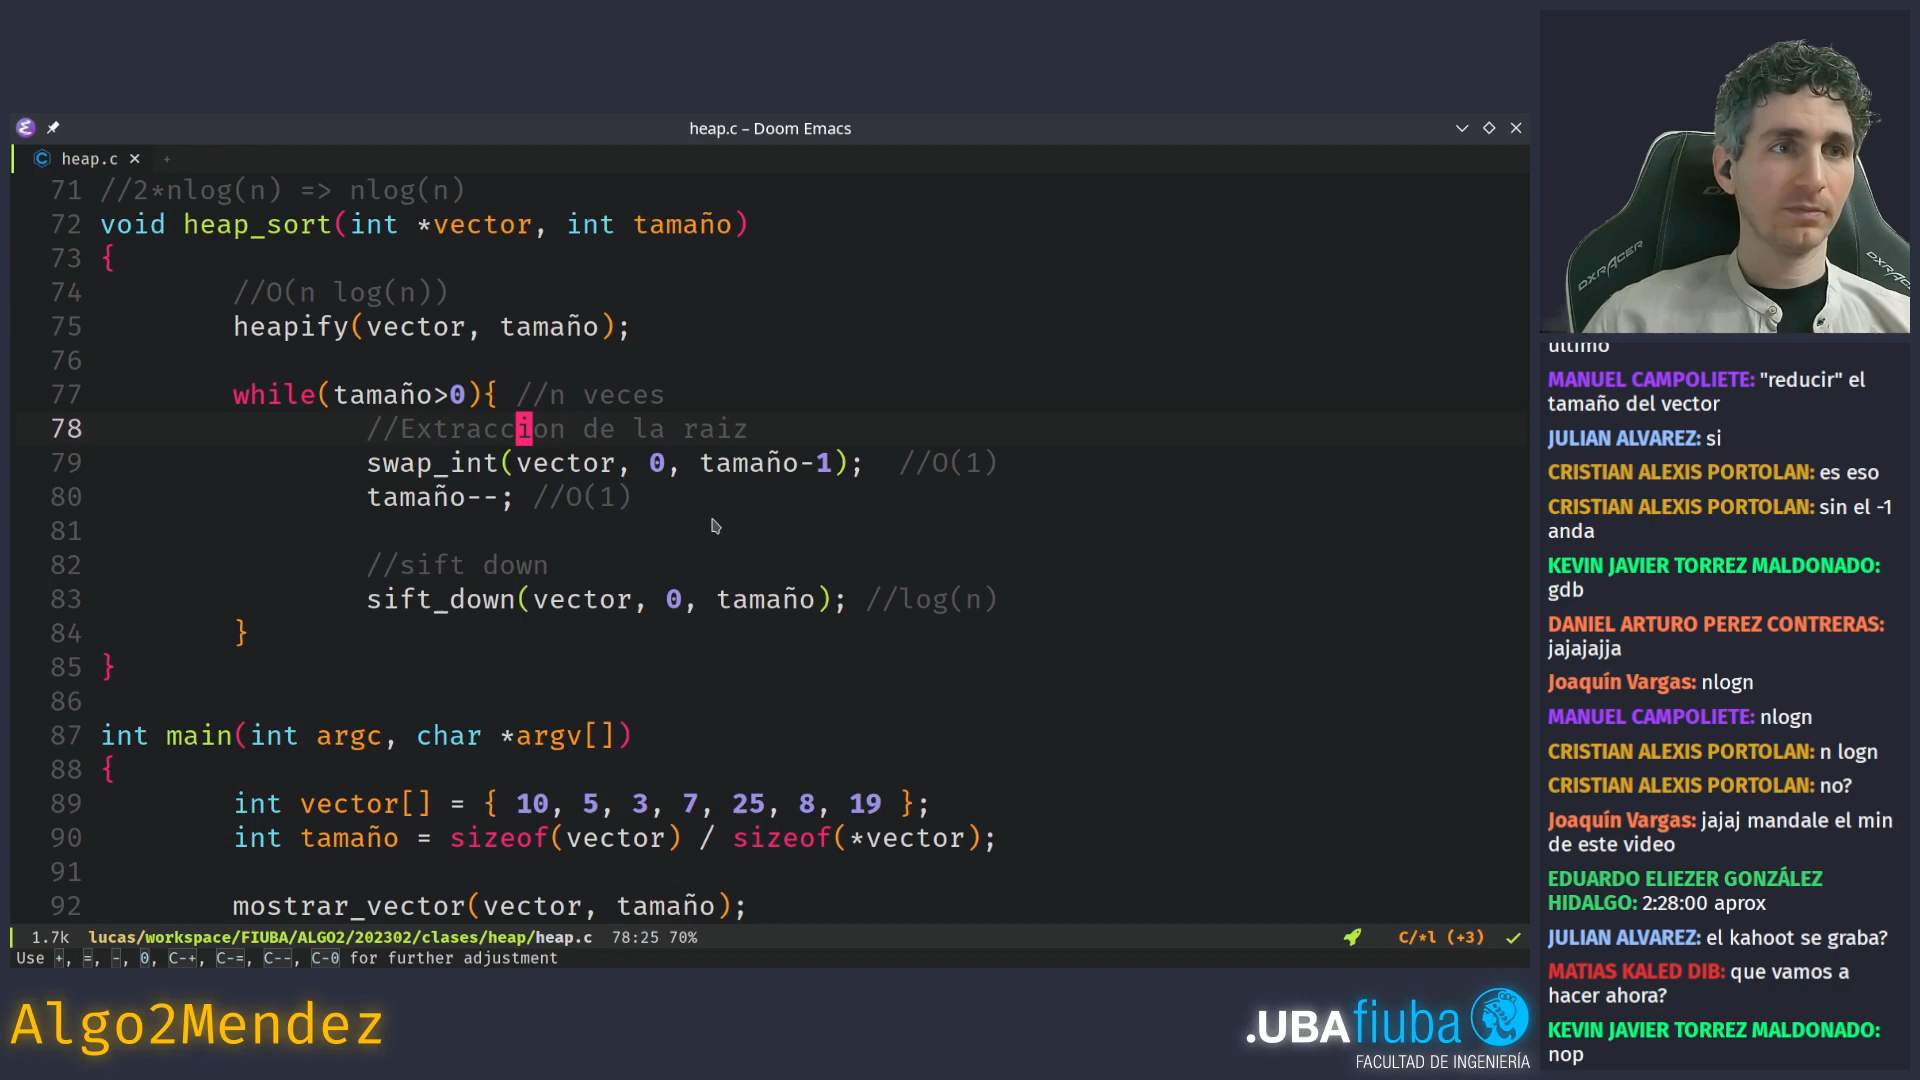 heap.c – Doom Emacs
heap.c
71 //2*nlog(n) => nlog(n)
72 void heap_sort(int *vector, int tamaño)
73 {
74 //O(n log(n))
75 heapify(vector, tamaño);
76
77 while(tamaño>0){ //n veces
78 //Extraccion de la raiz
79 swap_int(vector, 0, tamaño-1); //O(1)
80 tamaño--; //O(1)
81
82 //sift down
83 sift_down(vector, 0, tamaño); //log(n)
84 }
85 }
86
87 int main(int argc, char *argv[])
88 {
89 int vector[] = { 10, 5, 3, 7, 25, 8, 19 };
90 int tamaño = sizeof(vector) / sizeof(*vector);
91
92 mostrar_vector(vector, tamaño);
1.7k lucas/workspace/FIUBA/ALGO2/202302/clases/heap/heap.c 78:25 70% C/*l (+3)
Use +, =, -, 0, C-+, C-=, C--, C-0 for further adjustment
Algo2Mendez
.UBAfiuba
FACULTAD DE INGENIERÍA
DXRACER
ultimo
MANUEL CAMPOLIETE: "reducir" el
tamaño del vector
JULIAN ALVAREZ: si
CRISTIAN ALEXIS PORTOLAN: es eso
CRISTIAN ALEXIS PORTOLAN: sin el -1
anda
KEVIN JAVIER TORREZ MALDONADO:
gdb
DANIEL ARTURO PEREZ CONTRERAS:
jajajajja
Joaquín Vargas: nlogn
MANUEL CAMPOLIETE: nlogn
CRISTIAN ALEXIS PORTOLAN: n logn
CRISTIAN ALEXIS PORTOLAN: no?
Joaquín Vargas: jajaj mandale el min
de este video
EDUARDO ELIEZER GONZÁLEZ
HIDALGO: 2:28:00 aprox
JULIAN ALVAREZ: el kahoot se graba?
MATIAS KALED DIB: que vamos a
hacer ahora?
KEVIN JAVIER TORREZ MALDONADO:
nop